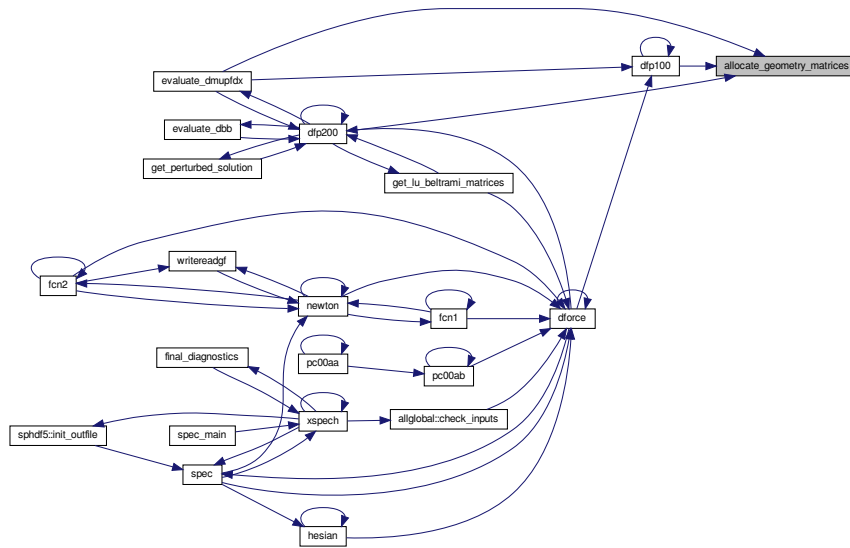 dfp100
allocate_geometry_matrices
evaluate_dmupfdx
evaluate_dbb
dfp200
get_perturbed_solution
get_lu_beltrami_matrices
writereadgf
fcn2
newton
fcn1
dforce
final_diagnostics
pc00aa
pc00ab
xspech
allglobal::check_inputs
sphdf5::init_outfile
spec_main
spec
hesian